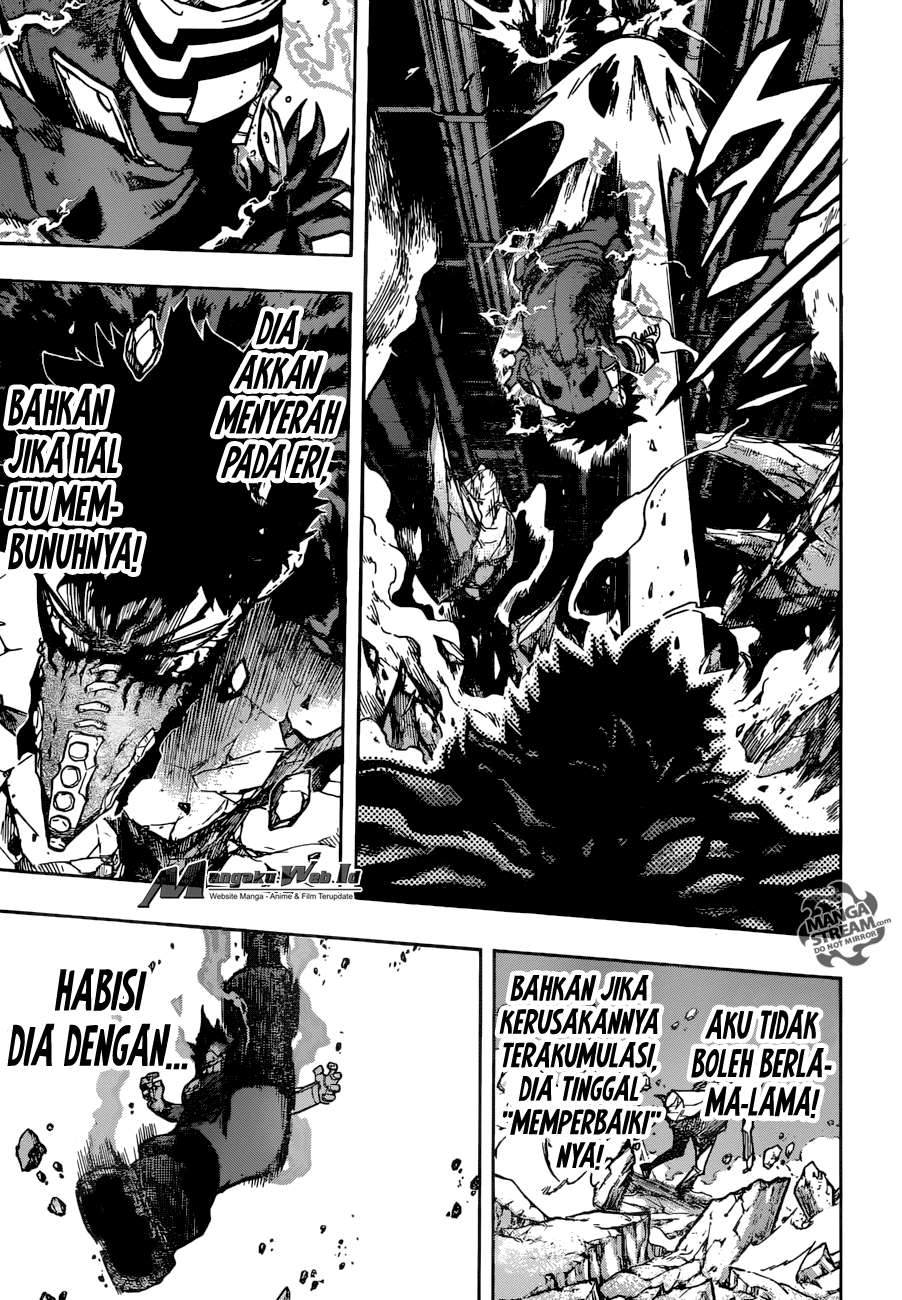 DIA
AKKAN
MENYERAH
PADA ERI,
BAHKAN
JIKA HAL
ITU MEM-
BUNUHNYA!
Mangaku.Web.Id
Website Manga - Anime & Film Terupdate
MANGA
STREAM.com
DO NOT MIRROR
AKU TIDAK
BOLEH BERLA-
MA-LAMA!
BAHKAN JIKA
KERUSAKANNYA
TERAKUMULASI,
DIA TINGGAL
"MEMPERBAIKI"
NYA!
HABISI
DIA DENGAN...